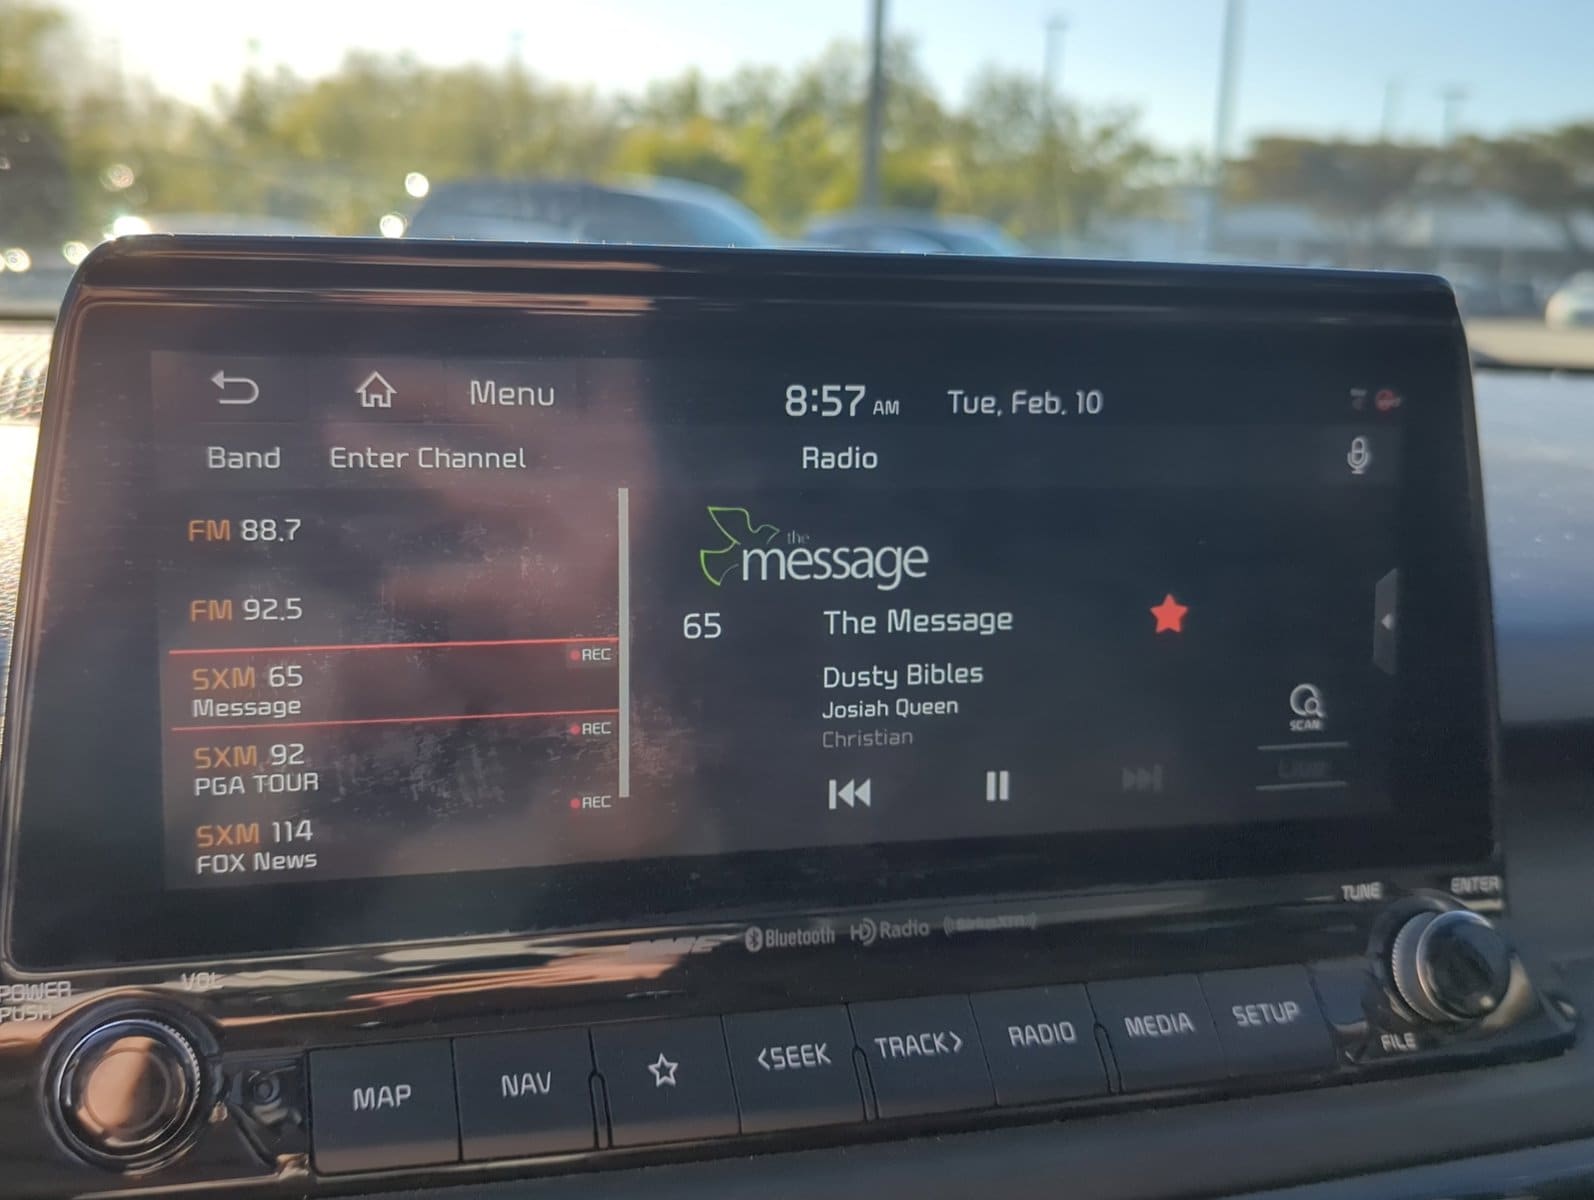 Menu
8:57 AM
Tue, Feb. 10
Band
Enter Channel
Radio
FM 88.7
FM 92.5
REC
SXM 65
Message
REC
SXM 92
PGA TOUR
REC
SXM 114
FOX News
the
message
65
The Message
Dusty Bibles
Josiah Queen
Christian
SCAN
Bluetooth
HD Radio
((SiriusXM))
TUNE
ENTER
POWER
PUSH
VOL
MAP
NAV
<SEEK
TRACK>
RADIO
MEDIA
SETUP
FILE